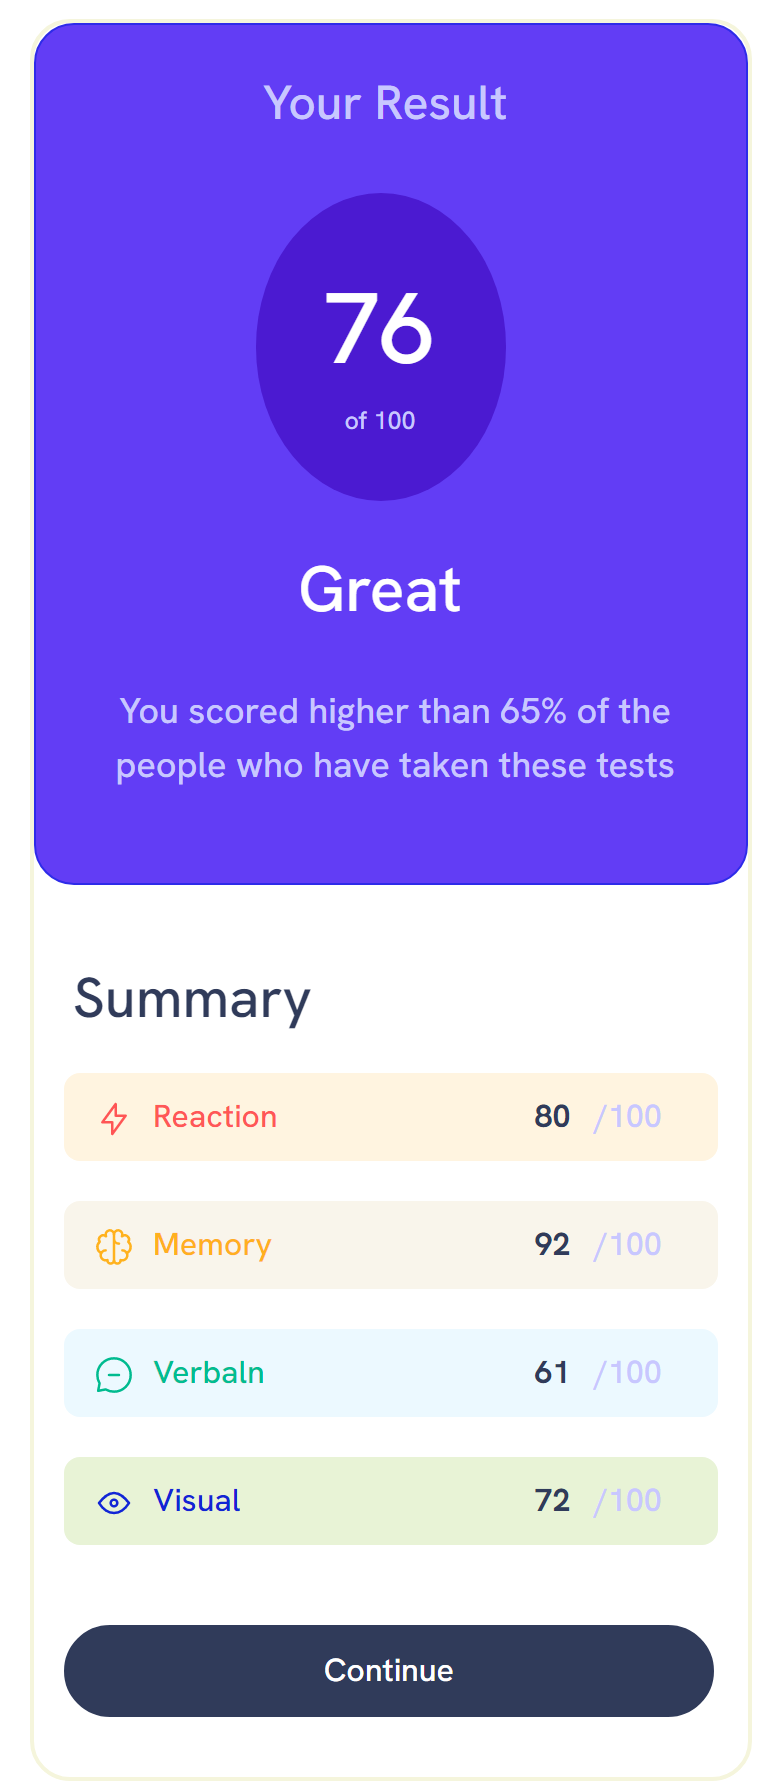 Your Result
76
of 100
Great
You scored higher than 65% of the
people who have taken these tests
Summary
Reaction 80 /100
Memory 92 /100
Verbaln 61 /100
Visual 72 /100
Continue